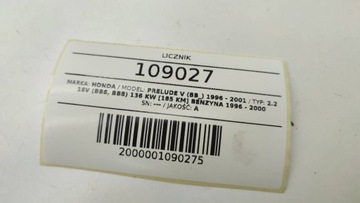 LICZNIK
109027
MARKA: HONDA / MODEL: PRELUDE V (BB_) 1996 - 2001 / TYP: 2.2
16V (BB6, BB8) 136 KW (185 KM) BENZYNA 1996 - 2000
SN: --- / JAKOŚĆ: A
2000001090275